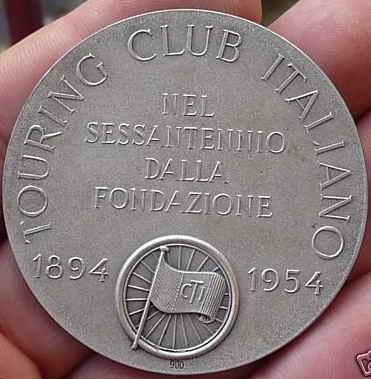 TOURING CLUB ITALIANO
NEL
SESSANTENNIO
DALLA
FONDAZIONE
1894 1954
CTI
900